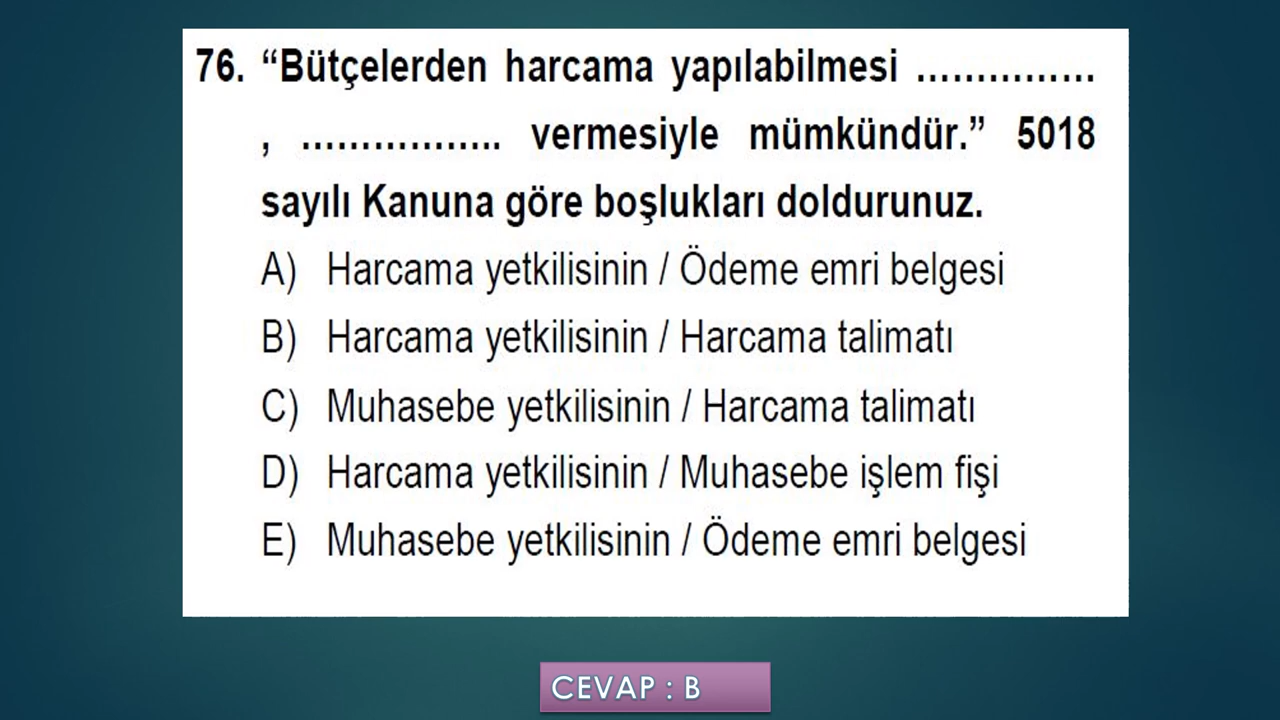 76. “Bütçelerden harcama yapılabilmesi ……………
, …………….. vermesiyle mümkündür.” 5018
sayılı Kanuna göre boşlukları doldurunuz.
A) Harcama yetkilisinin / Ödeme emri belgesi
B) Harcama yetkilisinin / Harcama talimatı
C) Muhasebe yetkilisinin / Harcama talimatı
D) Harcama yetkilisinin / Muhasebe işlem fişi
E) Muhasebe yetkilisinin / Ödeme emri belgesi
CEVAP : B